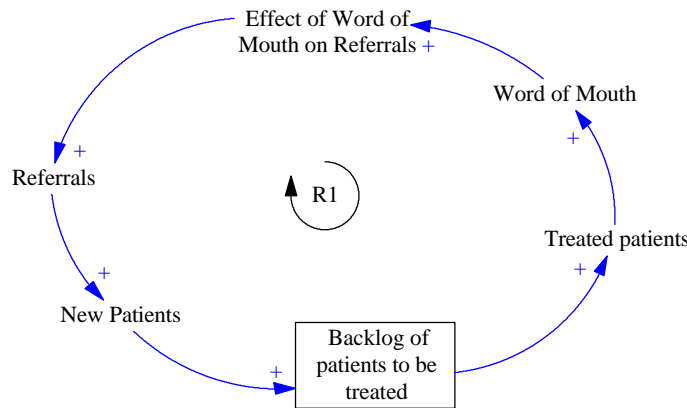 Effect of Word of
Mouth on Referrals +
Word of Mouth
+
+
Referrals
R1
Treated patients
+
+
New Patients
Backlog of
patients to be
treated
+